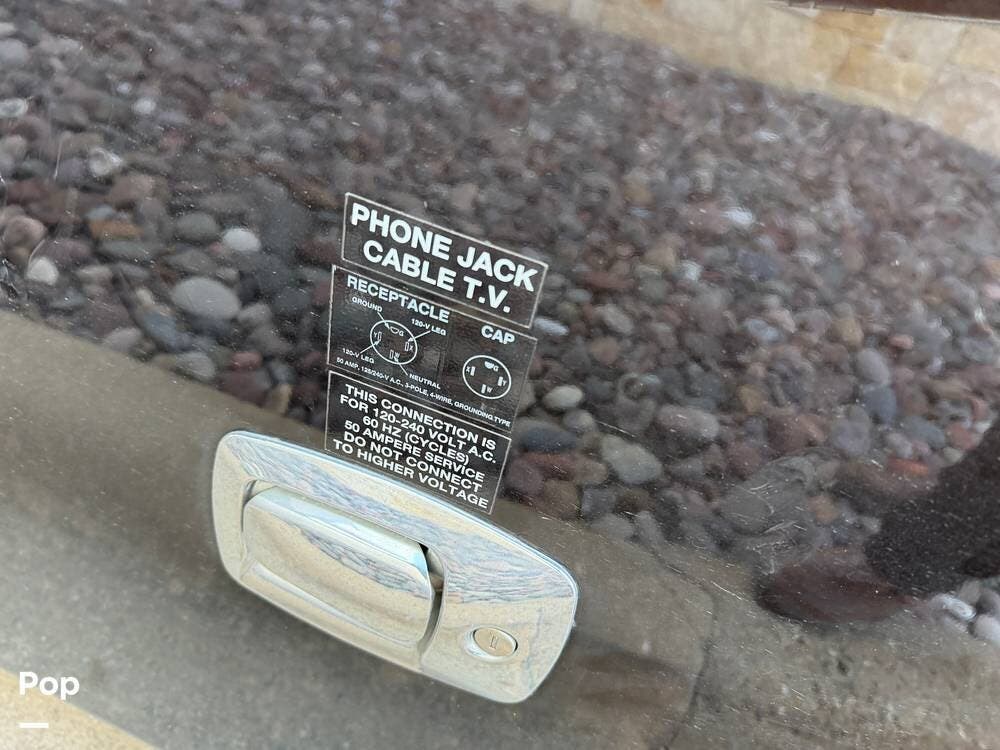 PHONE JACK
CABLE T.V.
RECEPTACLE
GROUND
120-V LEG
G
Y
X
W
120-V LEG
NEUTRAL
CAP
G
X
Y
W
50 AMP. 125/240-V A.C., 3-POLE, 4-WIRE, GROUNDING TYPE
THIS CONNECTION IS
FOR 120-240 VOLT A.C.
60 HZ (CYCLES)
50 AMPERE SERVICE
DO NOT CONNECT
TO HIGHER VOLTAGE
Pop